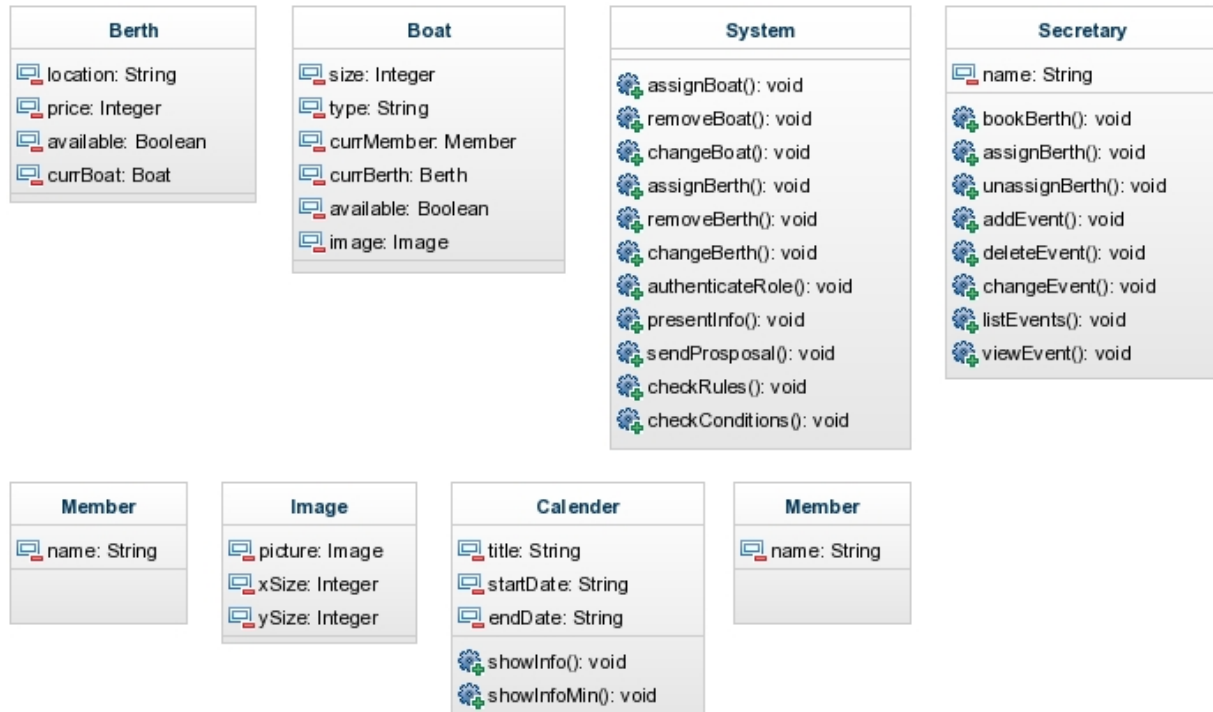 Berth
location: String
price: Integer
available: Boolean
currBoat: Boat
Boat
size: Integer
type: String
currMember: Member
currBerth: Berth
available: Boolean
image: Image
System
assignBoat(): void
removeBoat(): void
changeBoat(): void
assignBerth(): void
removeBerth(): void
changeBerth(): void
authenticateRole(): void
presentInfo(): void
sendProsposal(): void
checkRules(): void
checkConditions(): void
Secretary
name: String
bookBerth(): void
assignBerth(): void
unassignBerth(): void
addEvent(): void
deleteEvent(): void
changeEvent(): void
listEvents(): void
viewEvent(): void
Member
name: String
Image
picture: Image
xSize: Integer
ySize: Integer
Calender
title: String
startDate: String
endDate: String
showInfo(): void
showInfoMin(): void
Member
name: String